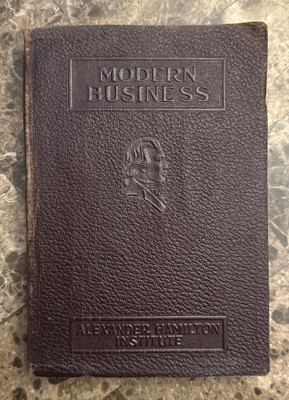 MODERN
BUSINESS
ALEXANDER HAMILTON
INSTITUTE